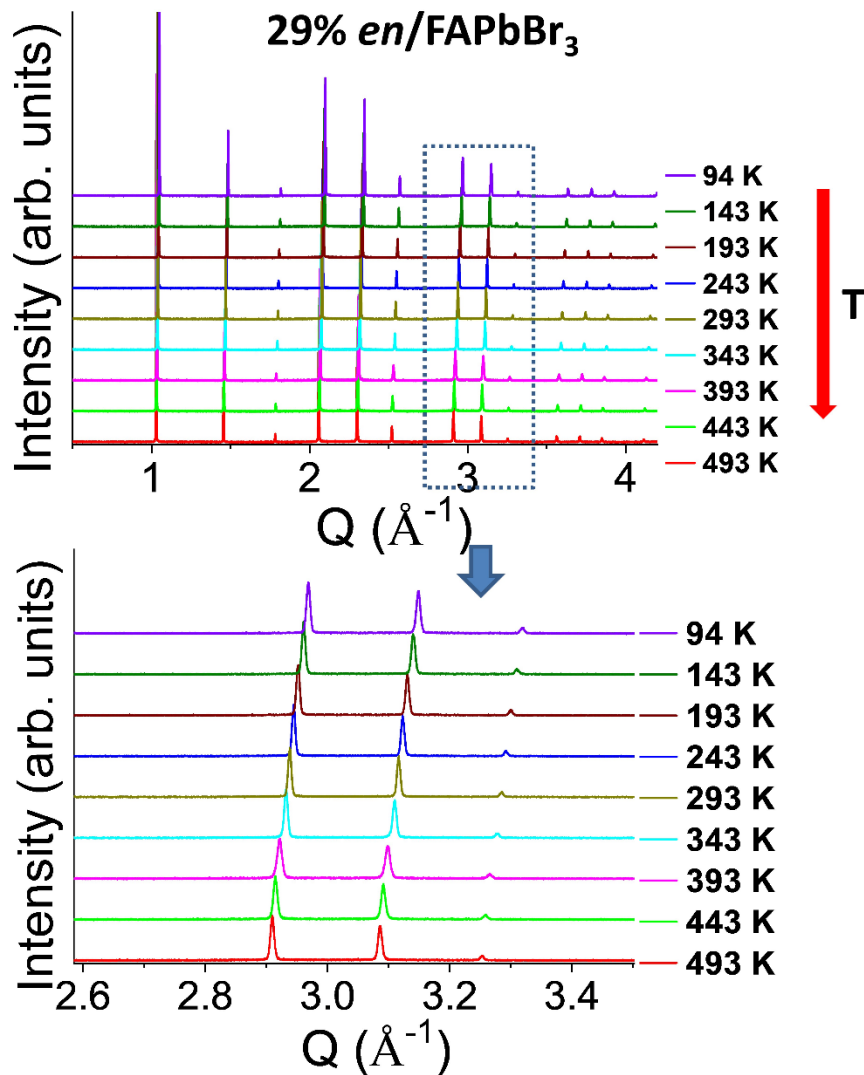 29% en/FAPbBr₃
Intensity (arb. units)
94 K
143 K
193 K
243 K
293 K
343 K
393 K
443 K
493 K
T
1 2 3 4
Q (Å⁻¹)
Intensity (arb. units)
94 K
143 K
193 K
243 K
293 K
343 K
393 K
443 K
493 K
2.6 2.8 3.0 3.2 3.4
Q (Å⁻¹)